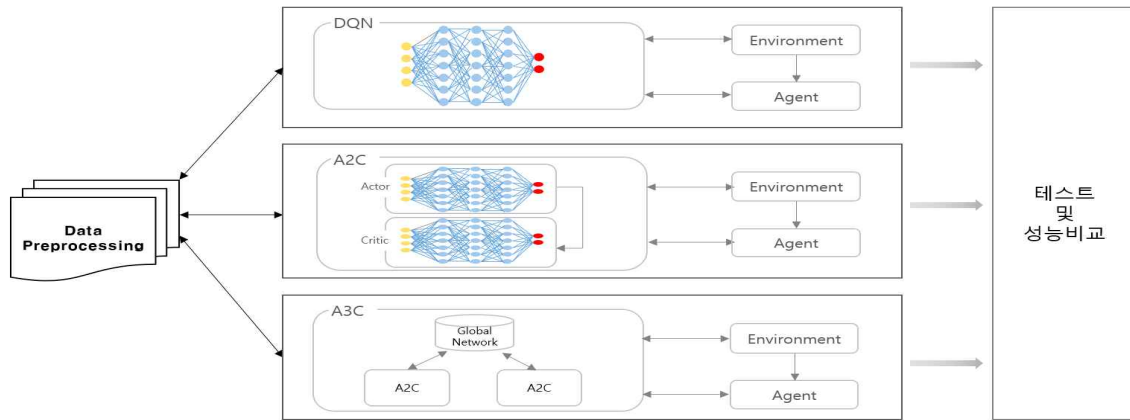 Data
Preprocessing
DQN
Environment
Agent
A2C
Actor
Critic
Environment
Agent
A3C
Global
Network
A2C
A2C
Environment
Agent
테스트
및
성능비교